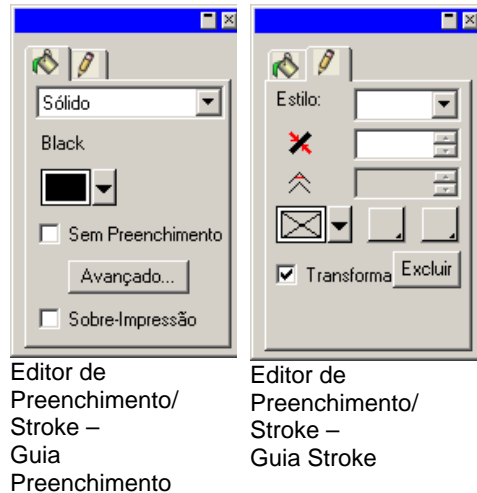 Sólido
Black
Sem Preenchimento
Avançado...
Sobre-Impressão
Editor de
Preenchimento/
Stroke –
Guia
Preenchimento
Estilo:
Transforma
Excluir
Editor de
Preenchimento/
Stroke –
Guia Stroke